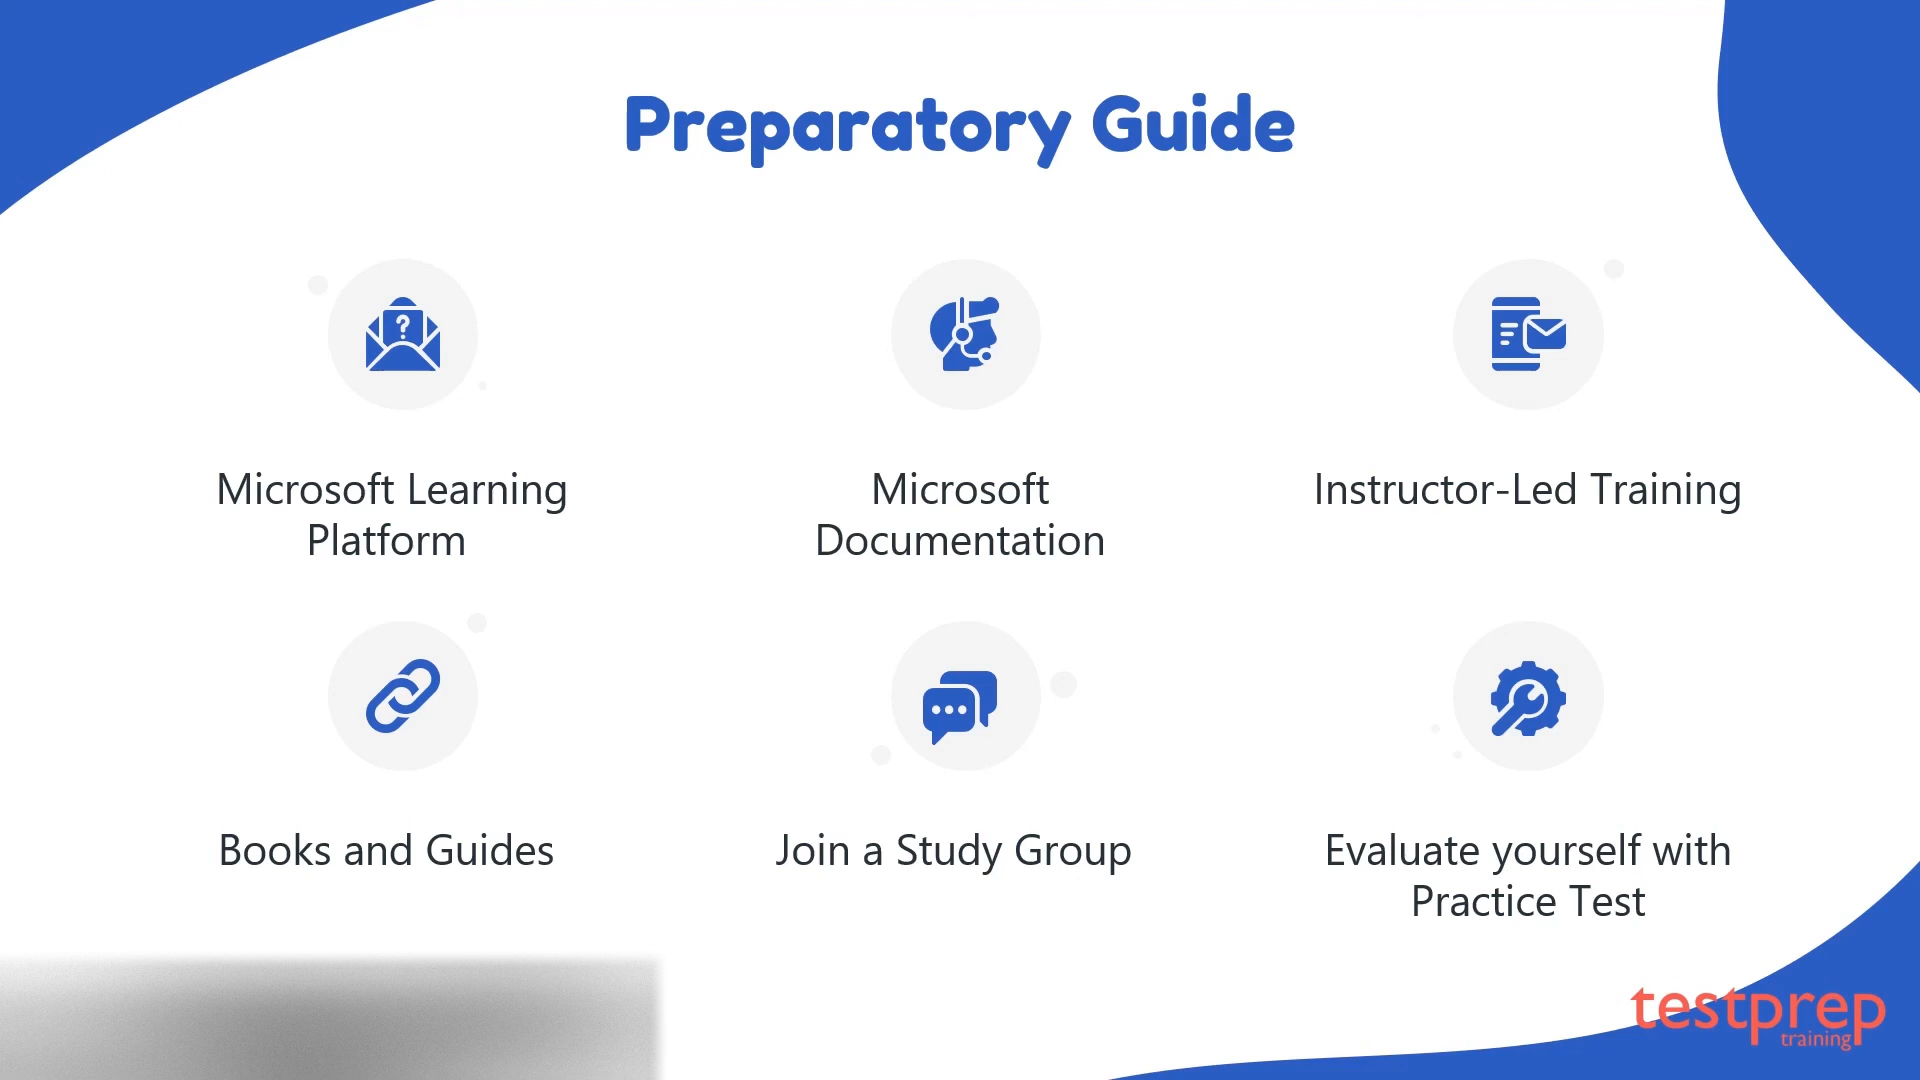 Preparatory Guide
?
Microsoft Learning
Platform
Microsoft
Documentation
Instructor-Led Training
Books and Guides
Join a Study Group
Evaluate yourself with
Practice Test
testprep
training